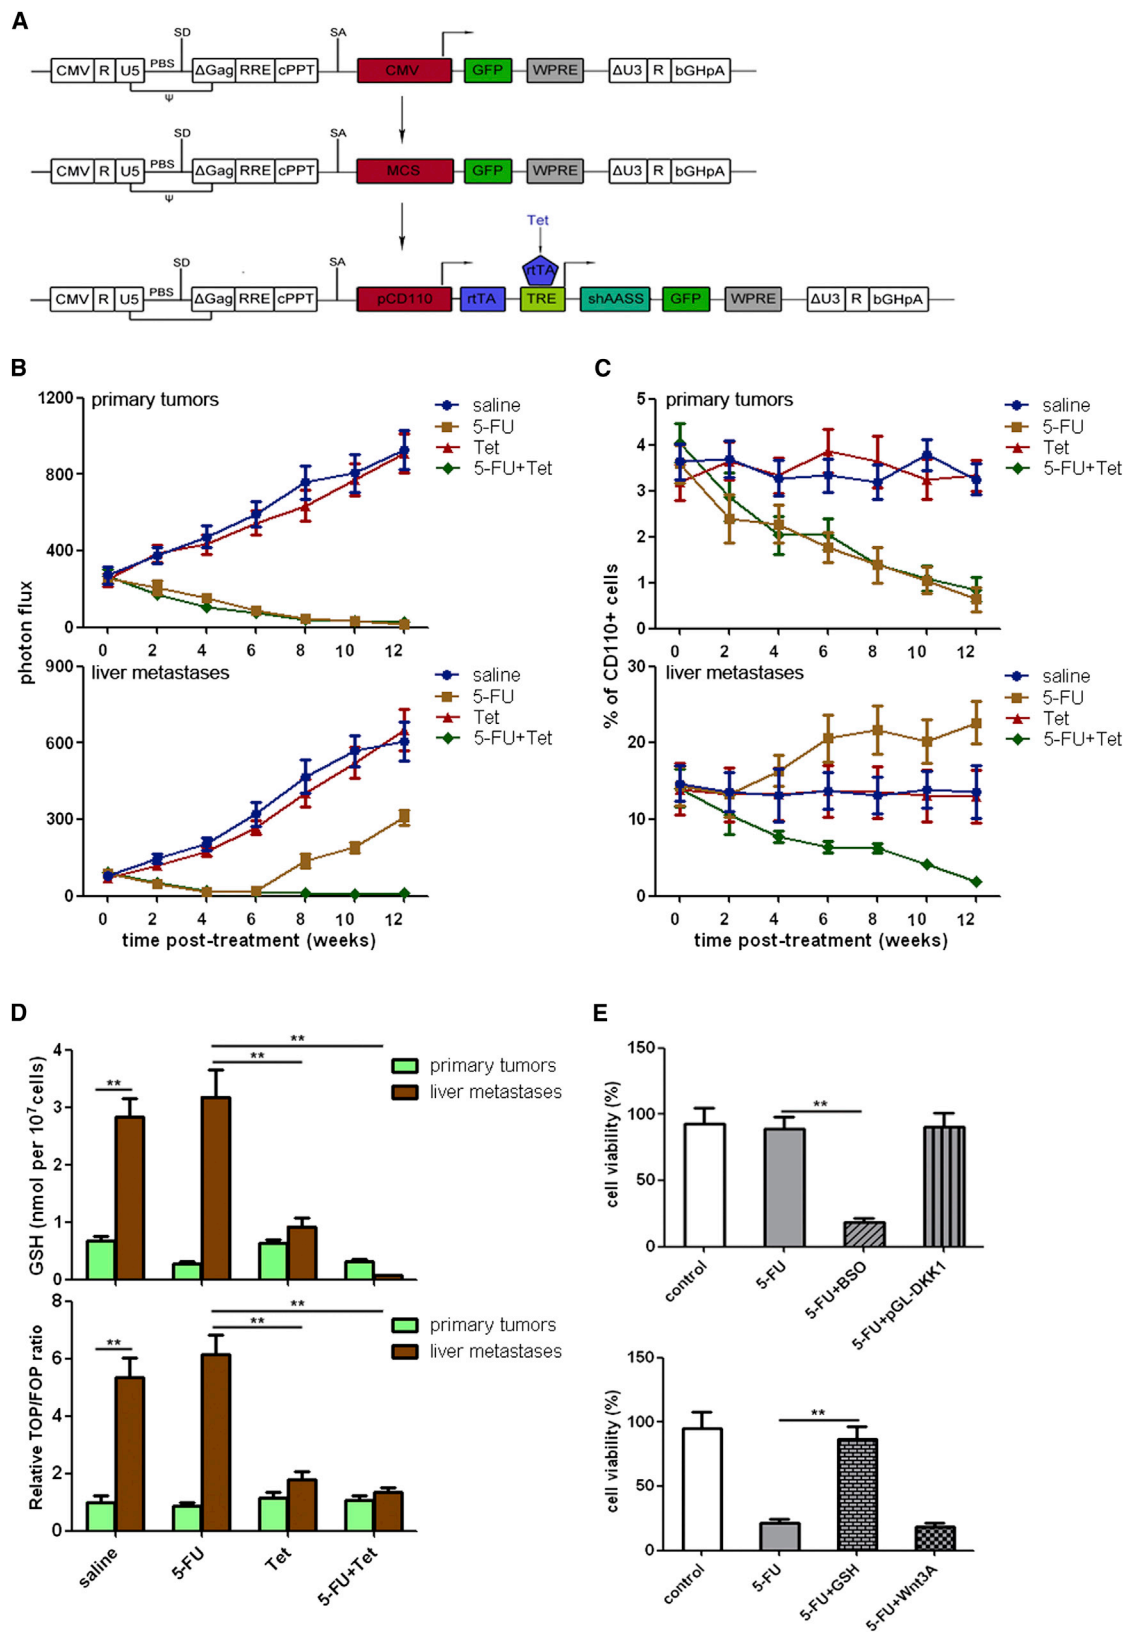 A
SD SA
CMV R U5 PBS ΔGag RRE cPPT CMV GFP WPRE ΔU3 R bGHpA
Ψ
SD SA
CMV R U5 PBS ΔGag RRE cPPT MCS GFP WPRE ΔU3 R bGHpA
Ψ
Tet
SD SA rtTA
CMV R U5 PBS ΔGag RRE cPPT pCD110 rtTA TRE shAASS GFP WPRE ΔU3 R bGHpA
B
photon flux
primary tumors
1200
800
400
0
0 2 4 6 8 10 12
saline
5-FU
Tet
5-FU+Tet
liver metastases
900
600
300
0
0 2 4 6 8 10 12
time post-treatment (weeks)
saline
5-FU
Tet
5-FU+Tet
C
% of CD110+ cells
primary tumors
5
4
3
2
1
0
0 2 4 6 8 10 12
saline
5-FU
Tet
5-FU+Tet
liver metastases
30
20
10
0
0 2 4 6 8 10 12
time post-treatment (weeks)
saline
5-FU
Tet
5-FU+Tet
D
GSH (nmol per 10⁷cells)
4
3
2
1
0
**
**
**
primary tumors
liver metastases
Relative TOP/FOP ratio
8
6
4
2
0
**
**
**
primary tumors
liver metastases
saline 5-FU Tet 5-FU+Tet
E
cell viability (%)
150
100
50
0
**
control 5-FU 5-FU+BSO 5-FU+pGL-DKK1
cell viability (%)
150
100
50
0
**
control 5-FU 5-FU+GSH 5-FU+Wnt3A